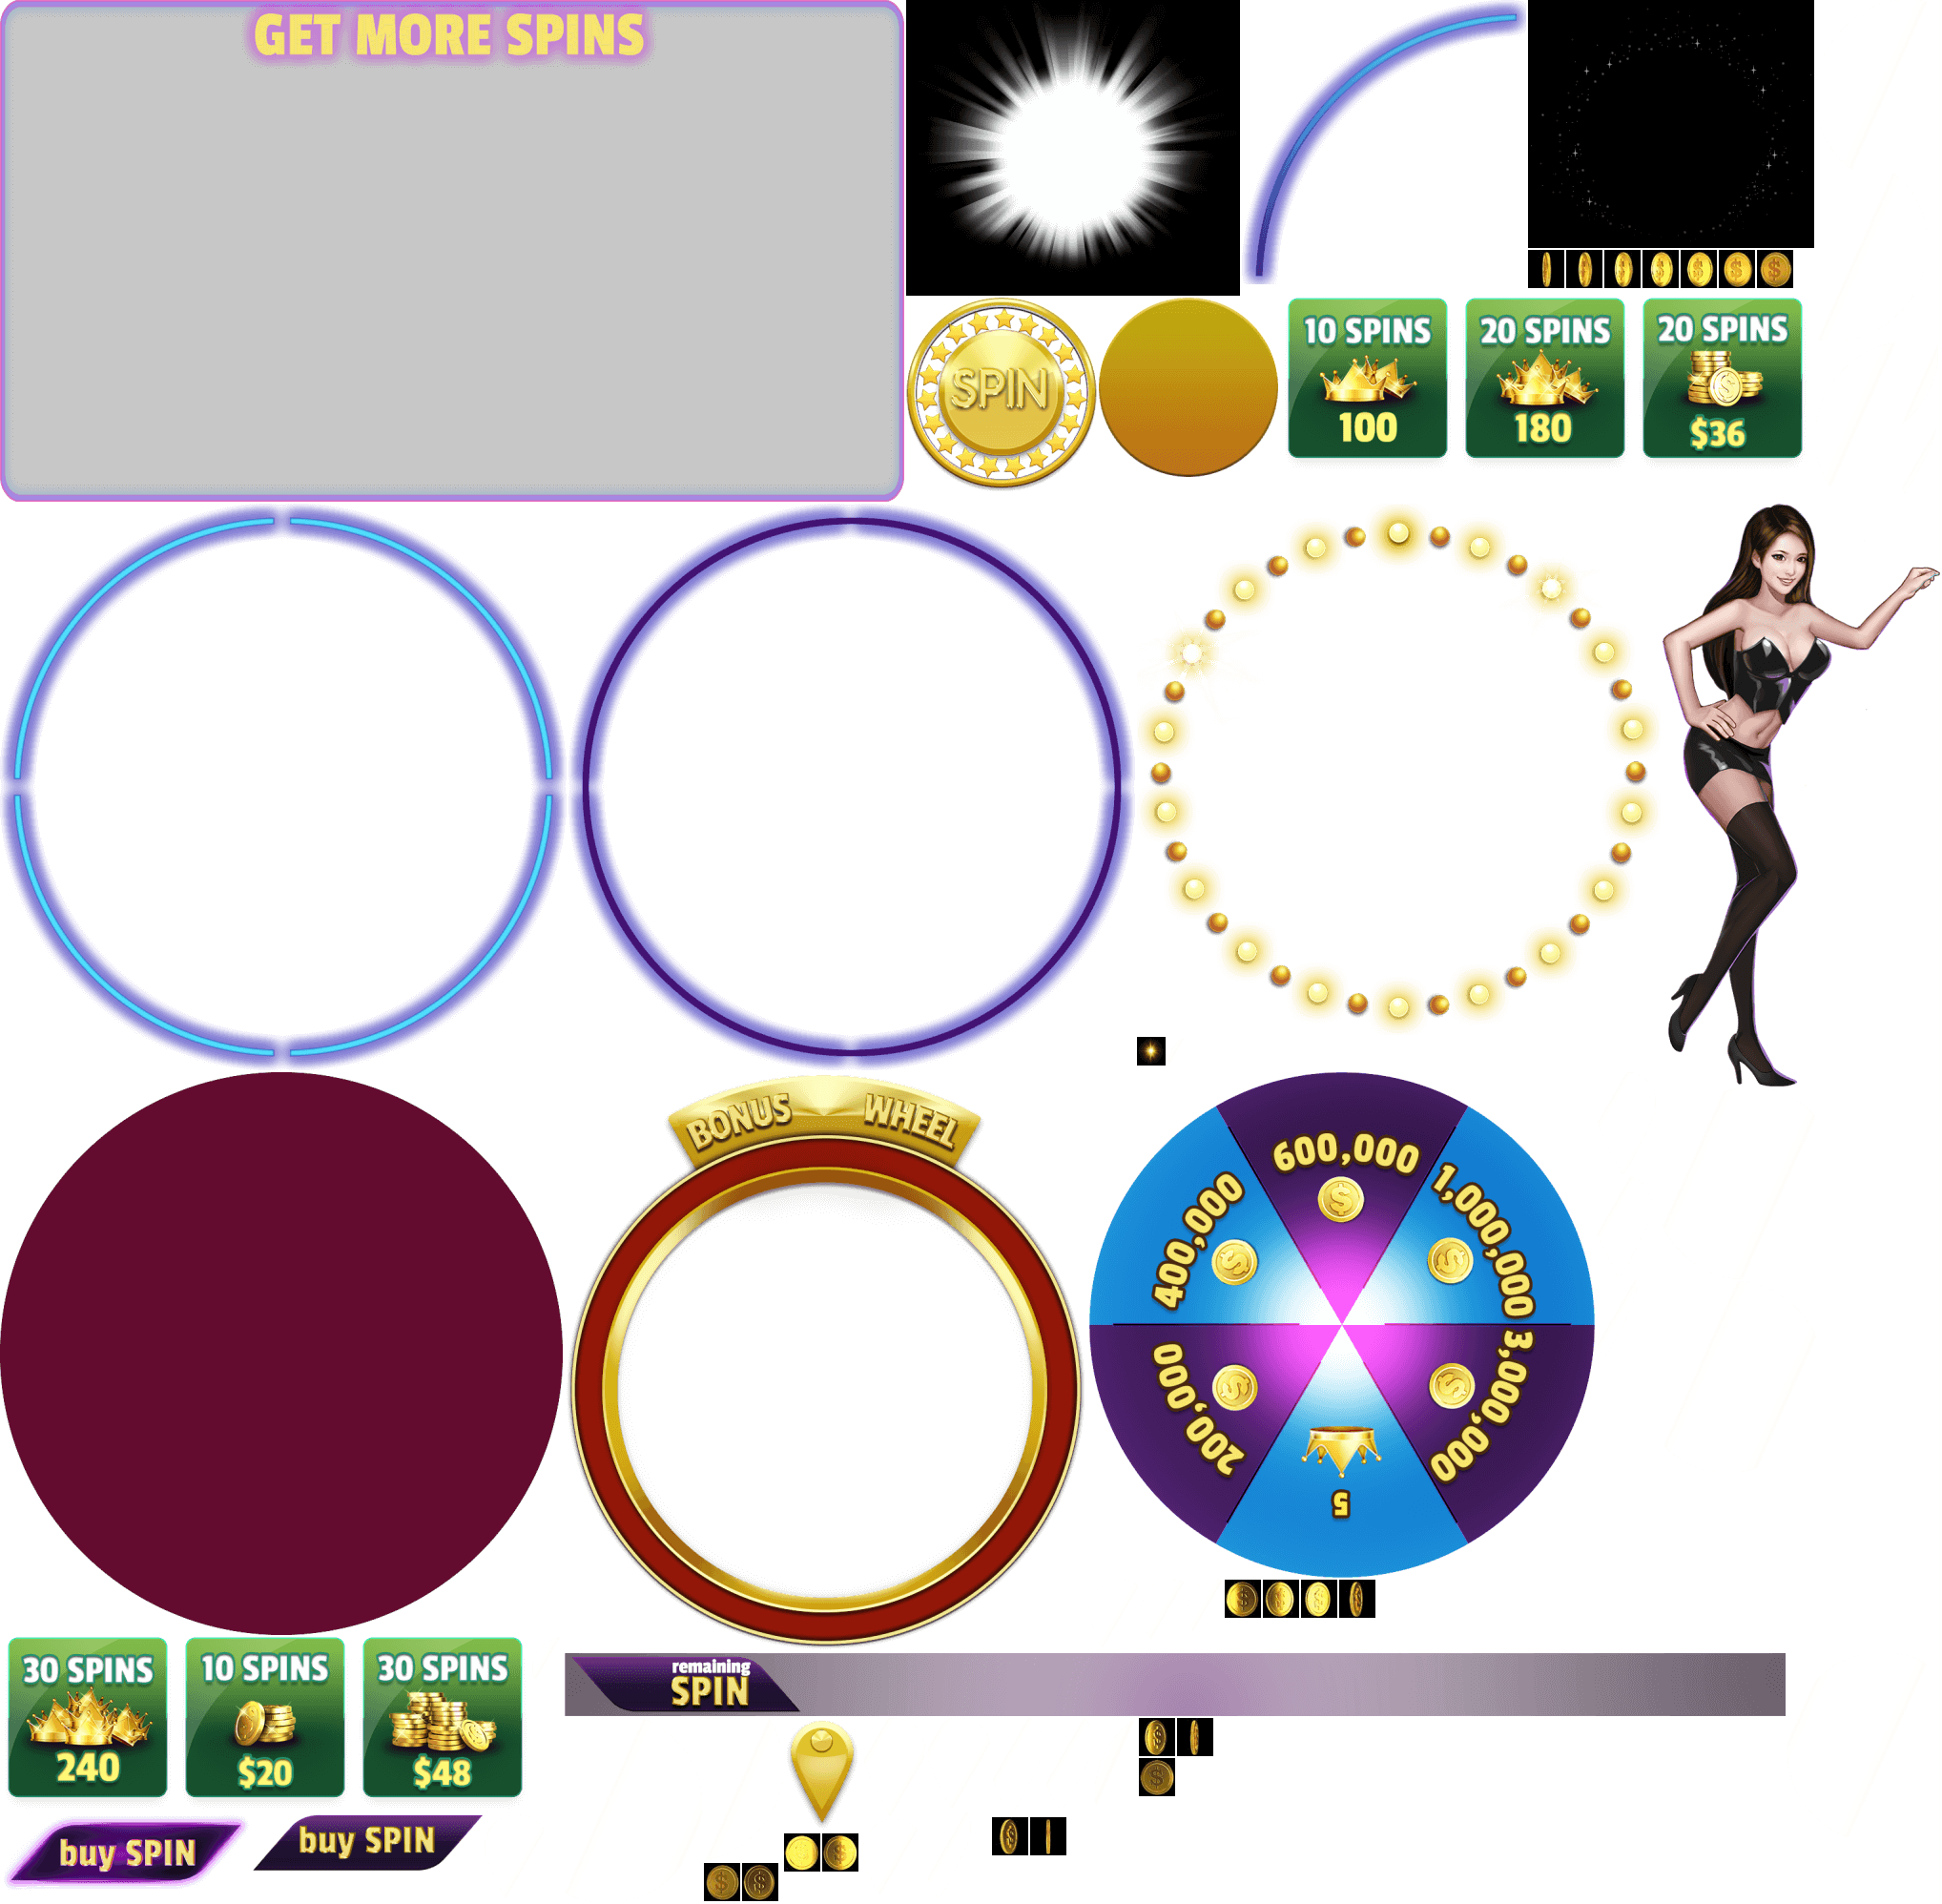 GET MORE SPINS
SPIN
10 SPINS
100
20 SPINS
180
20 SPINS
$36
BONUS WHEEL
600,000
1,000,000
3,000,000
5
200,000
400,000
30 SPINS
240
10 SPINS
$20
30 SPINS
$48
remaining
SPIN
buy SPIN
buy SPIN